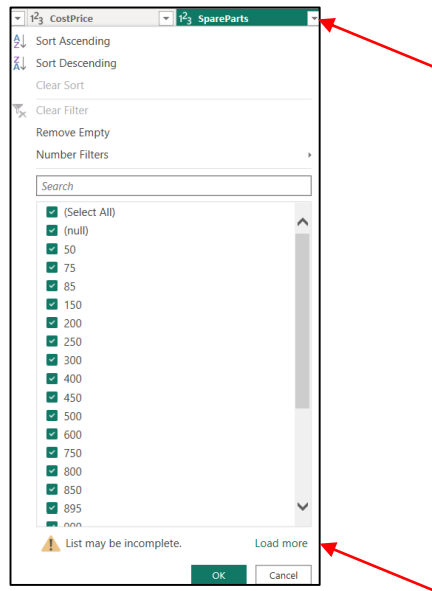 1²3 CostPrice 1²3 SpareParts
Sort Ascending
Sort Descending
Clear Sort
Clear Filter
Remove Empty
Number Filters
Search
(Select All)
(null)
50
75
85
150
200
250
300
400
450
500
600
750
800
850
895
List may be incomplete. Load more
OK Cancel